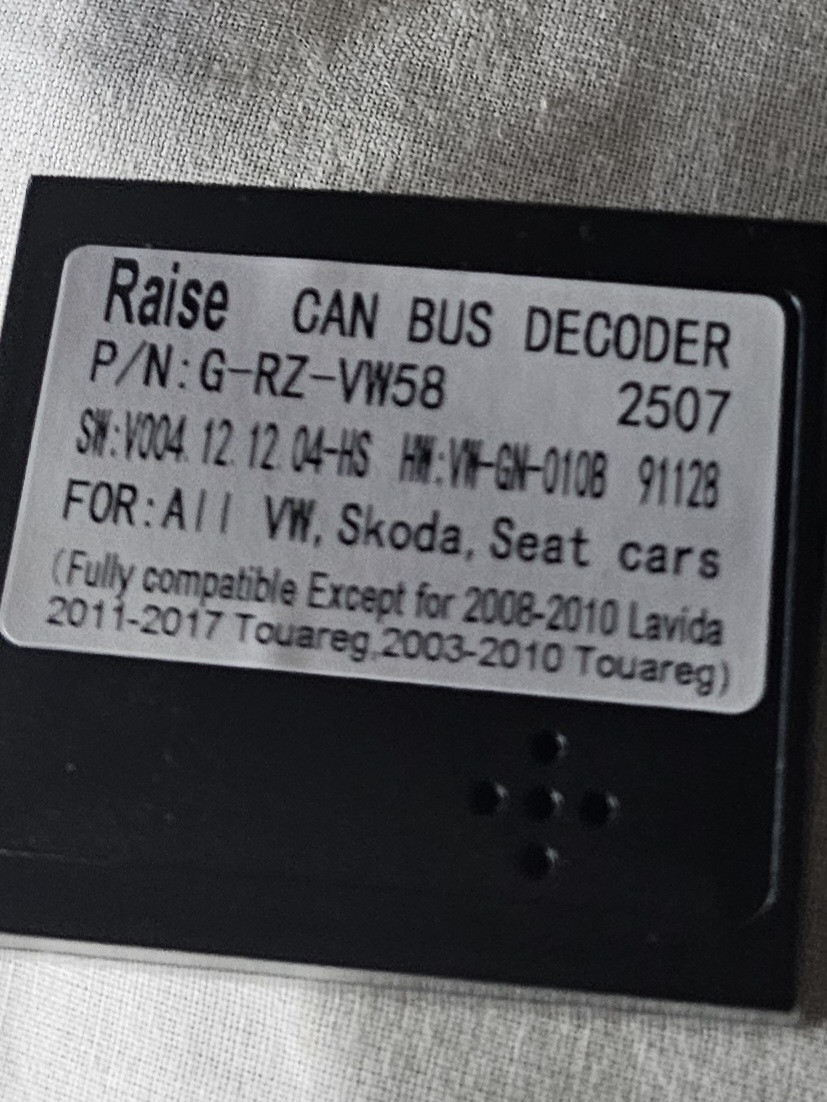 Raise CAN BUS DECODER
P/N:G-RZ-VW58 2507
SW:V004.12.12.04-HS HW:VW-GN-010B 91128
FOR:All VW, Skoda, Seat cars
(Fully compatible Except for 2008-2010 Lavida
2011-2017 Touareg,2003-2010 Touareg)